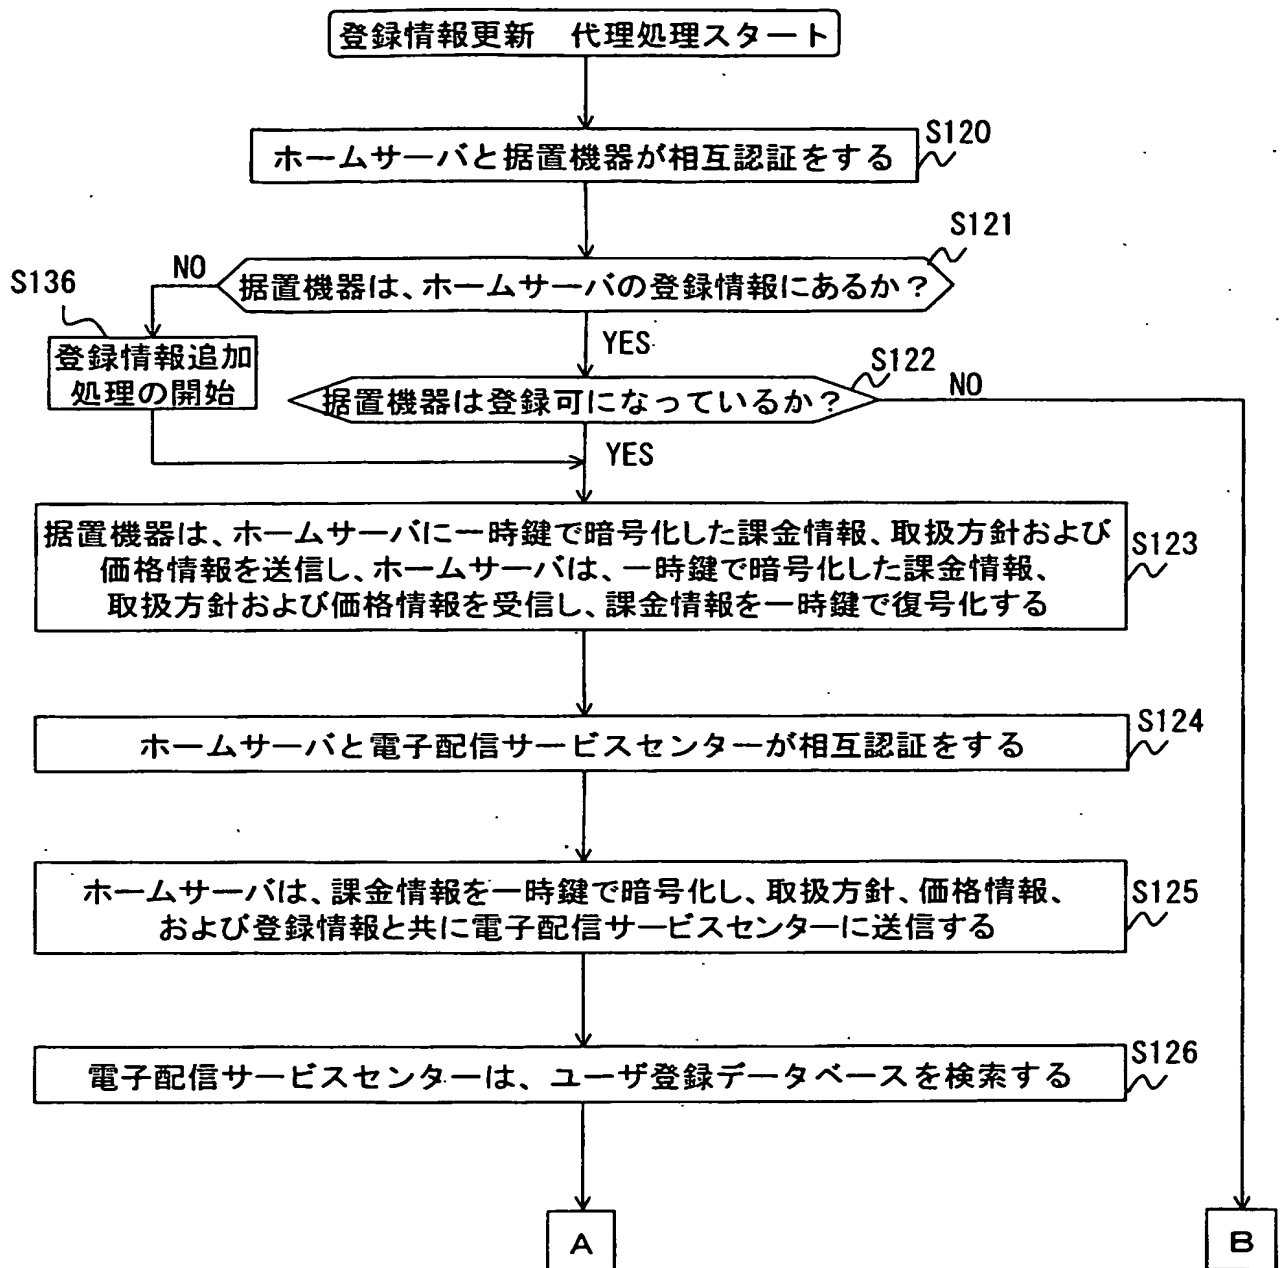 登録情報更新　代理処理スタート
ホームサーバと据置機器が相互認証をする
S120
S121
据置機器は、ホームサーバの登録情報にあるか？
NO
S136
登録情報追加
処理の開始
YES
S122
据置機器は登録可になっているか？
NO
YES
据置機器は、ホームサーバに一時鍵で暗号化した課金情報、取扱方針および
価格情報を送信し、ホームサーバは、一時鍵で暗号化した課金情報、
取扱方針および価格情報を受信し、課金情報を一時鍵で復号化する
S123
ホームサーバと電子配信サービスセンターが相互認証をする
S124
ホームサーバは、課金情報を一時鍵で暗号化し、取扱方針、価格情報、
および登録情報と共に電子配信サービスセンターに送信する
S125
電子配信サービスセンターは、ユーザ登録データベースを検索する
S126
A
B